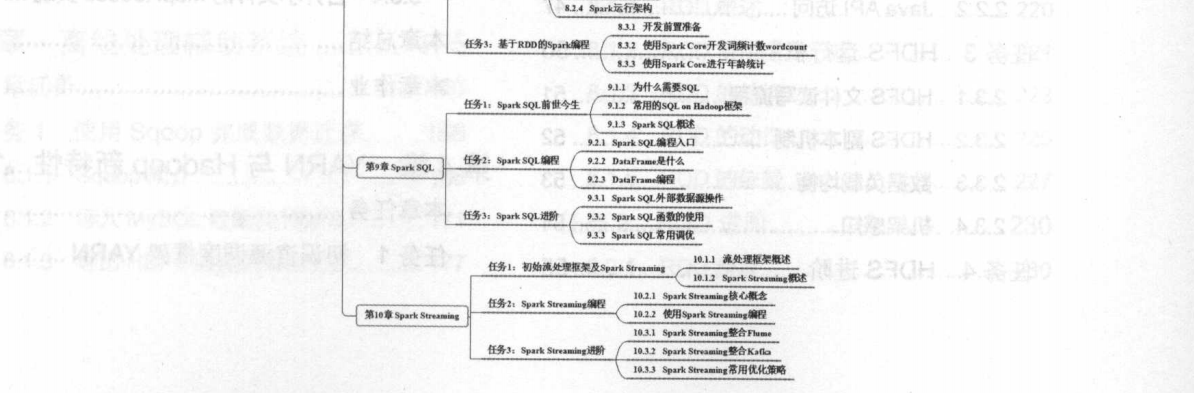 8.2.4 Spark运行架构
任务3：基于RDD的Spark编程
8.3.1 开发前置准备
8.3.2 使用Spark Core开发词频计数wordcount
8.3.3 使用Spark Core进行年龄统计
第9章 Spark SQL
任务1：Spark SQL前世今生
9.1.1 为什么需要SQL
9.1.2 常用的SQL on Hadoop框架
9.1.3 Spark SQL概述
任务2：Spark SQL编程
9.2.1 Spark SQL编程入口
9.2.2 DataFrame是什么
9.2.3 DataFrame编程
任务3：Spark SQL进阶
9.3.1 Spark SQL外部数据源操作
9.3.2 Spark SQL函数的使用
9.3.3 Spark SQL常用调优
第10章 Spark Streaming
任务1：初始流处理框架及Spark Streaming
10.1.1 流处理框架概述
10.1.2 Spark Streaming概述
任务2：Spark Streaming编程
10.2.1 Spark Streaming核心概念
10.2.2 使用Spark Streaming编程
任务3：Spark Streaming进阶
10.3.1 Spark Streaming整合Flume
10.3.2 Spark Streaming整合Kafka
10.3.3 Spark Streaming常用优化策略